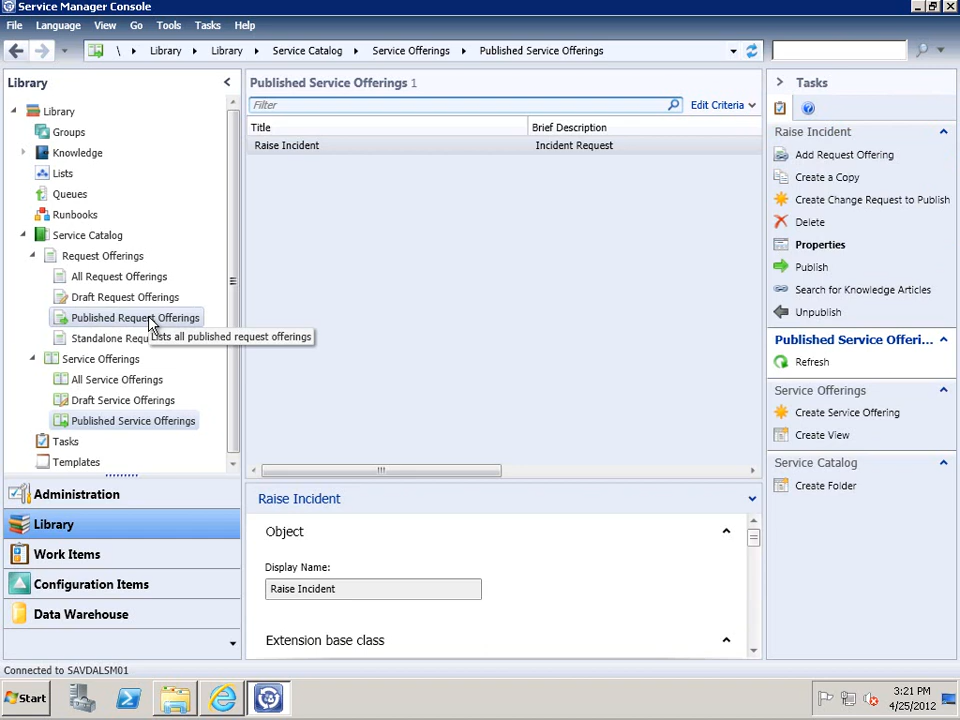 Service Manager Console
File Language View Go Tools Tasks Help
\ Library Library Service Catalog Service Offerings Published Service Offerings
Library
Library
Groups
Knowledge
Lists
Queues
Runbooks
Service Catalog
Request Offerings
All Request Offerings
Draft Request Offerings
Published Request Offerings
Standalone Requ
Lists all published request offerings
Service Offerings
All Service Offerings
Draft Service Offerings
Published Service Offerings
Tasks
Templates
Administration
Library
Work Items
Configuration Items
Data Warehouse
Published Service Offerings 1
Filter
Edit Criteria
Title Brief Description
Raise Incident Incident Request
Raise Incident
Object
Display Name:
Raise Incident
Extension base class
Tasks
Raise Incident
Add Request Offering
Create a Copy
Create Change Request to Publish
Delete
Properties
Publish
Search for Knowledge Articles
Unpublish
Published Service Offeri...
Refresh
Service Offerings
Create Service Offering
Create View
Service Catalog
Create Folder
Connected to SAVDALSM01
Start
3:21 PM
4/25/2012